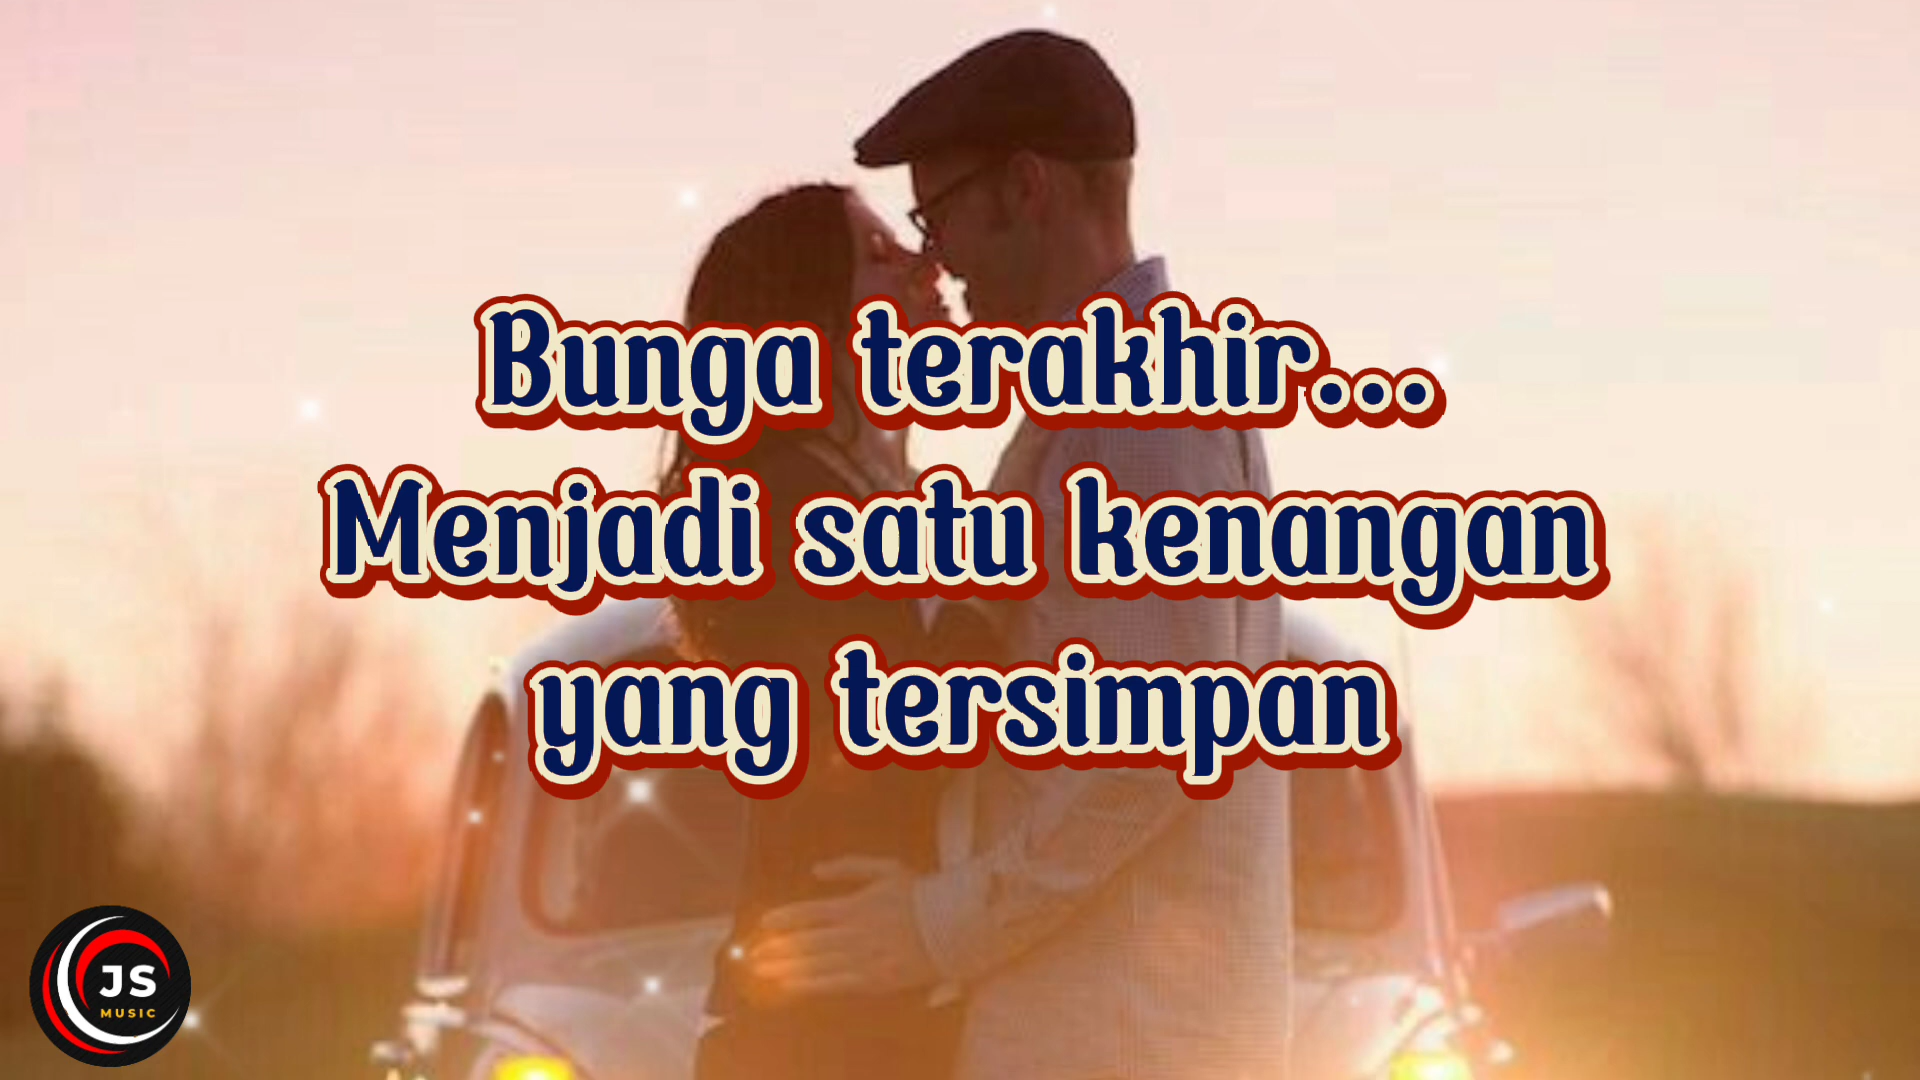 Bunga terakhir...
Menjadi satu kenangan
yang tersimpan
JS
MUSIC